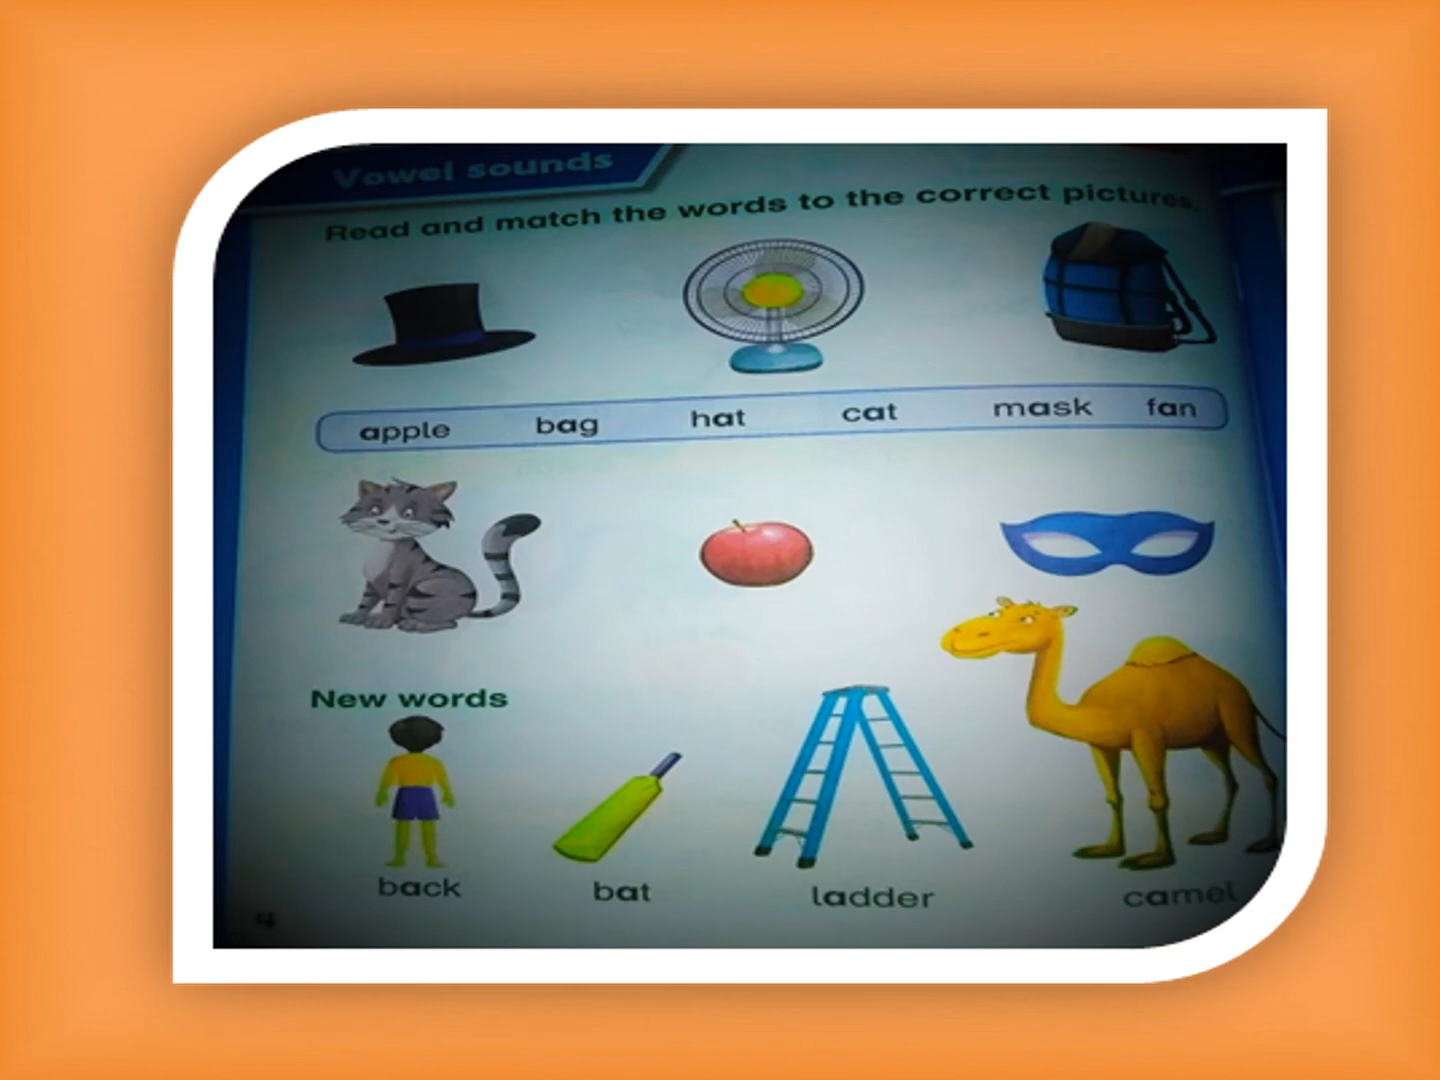 Vowel sounds
Read and match the words to the correct pictures.
apple bag hat cat mask fan
New words
back bat ladder camel
4